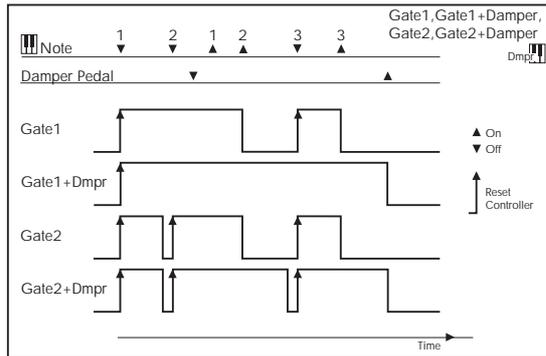 Gate1,Gate1+Damper,
Gate2,Gate2+Damper
1 2 1 2 3 3
Note
Dmpr
Damper Pedal
Gate1
▲ On
▼ Off
Gate1+Dmpr
Reset
Controller
Gate2
Gate2+Dmpr
Time